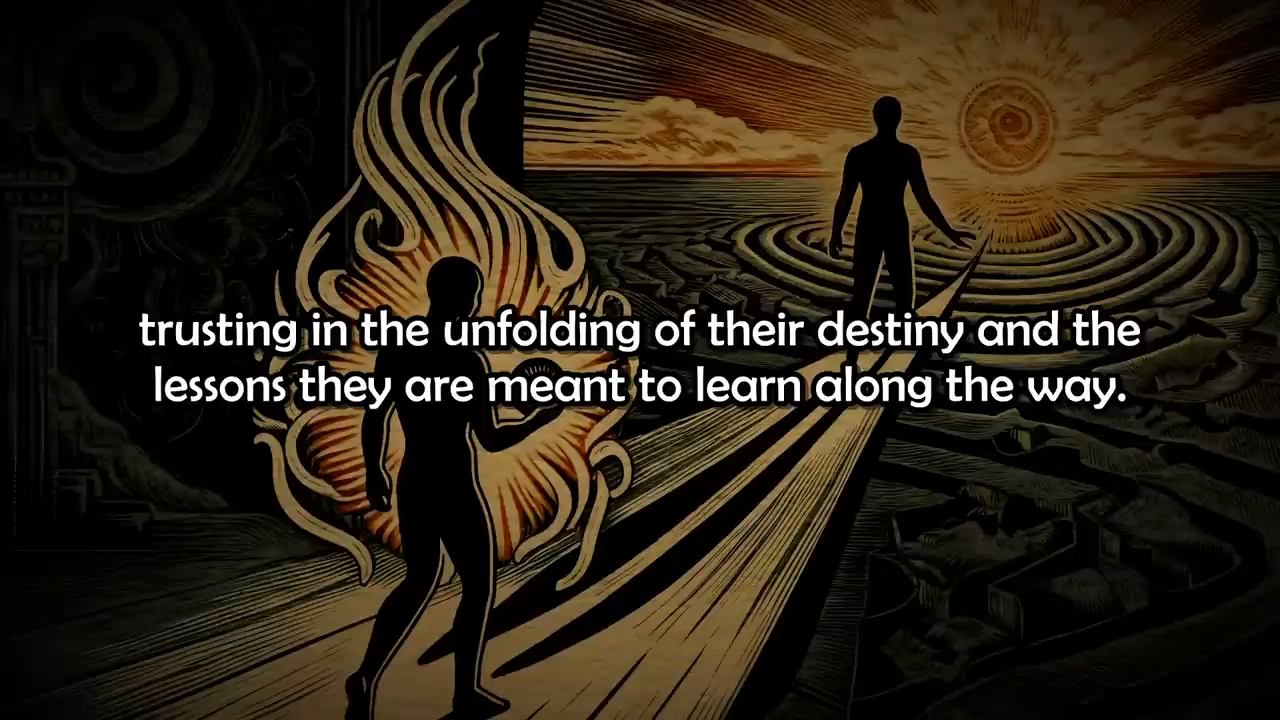 trusting in the unfolding of their destiny and the
lessons they are meant to learn along the way.